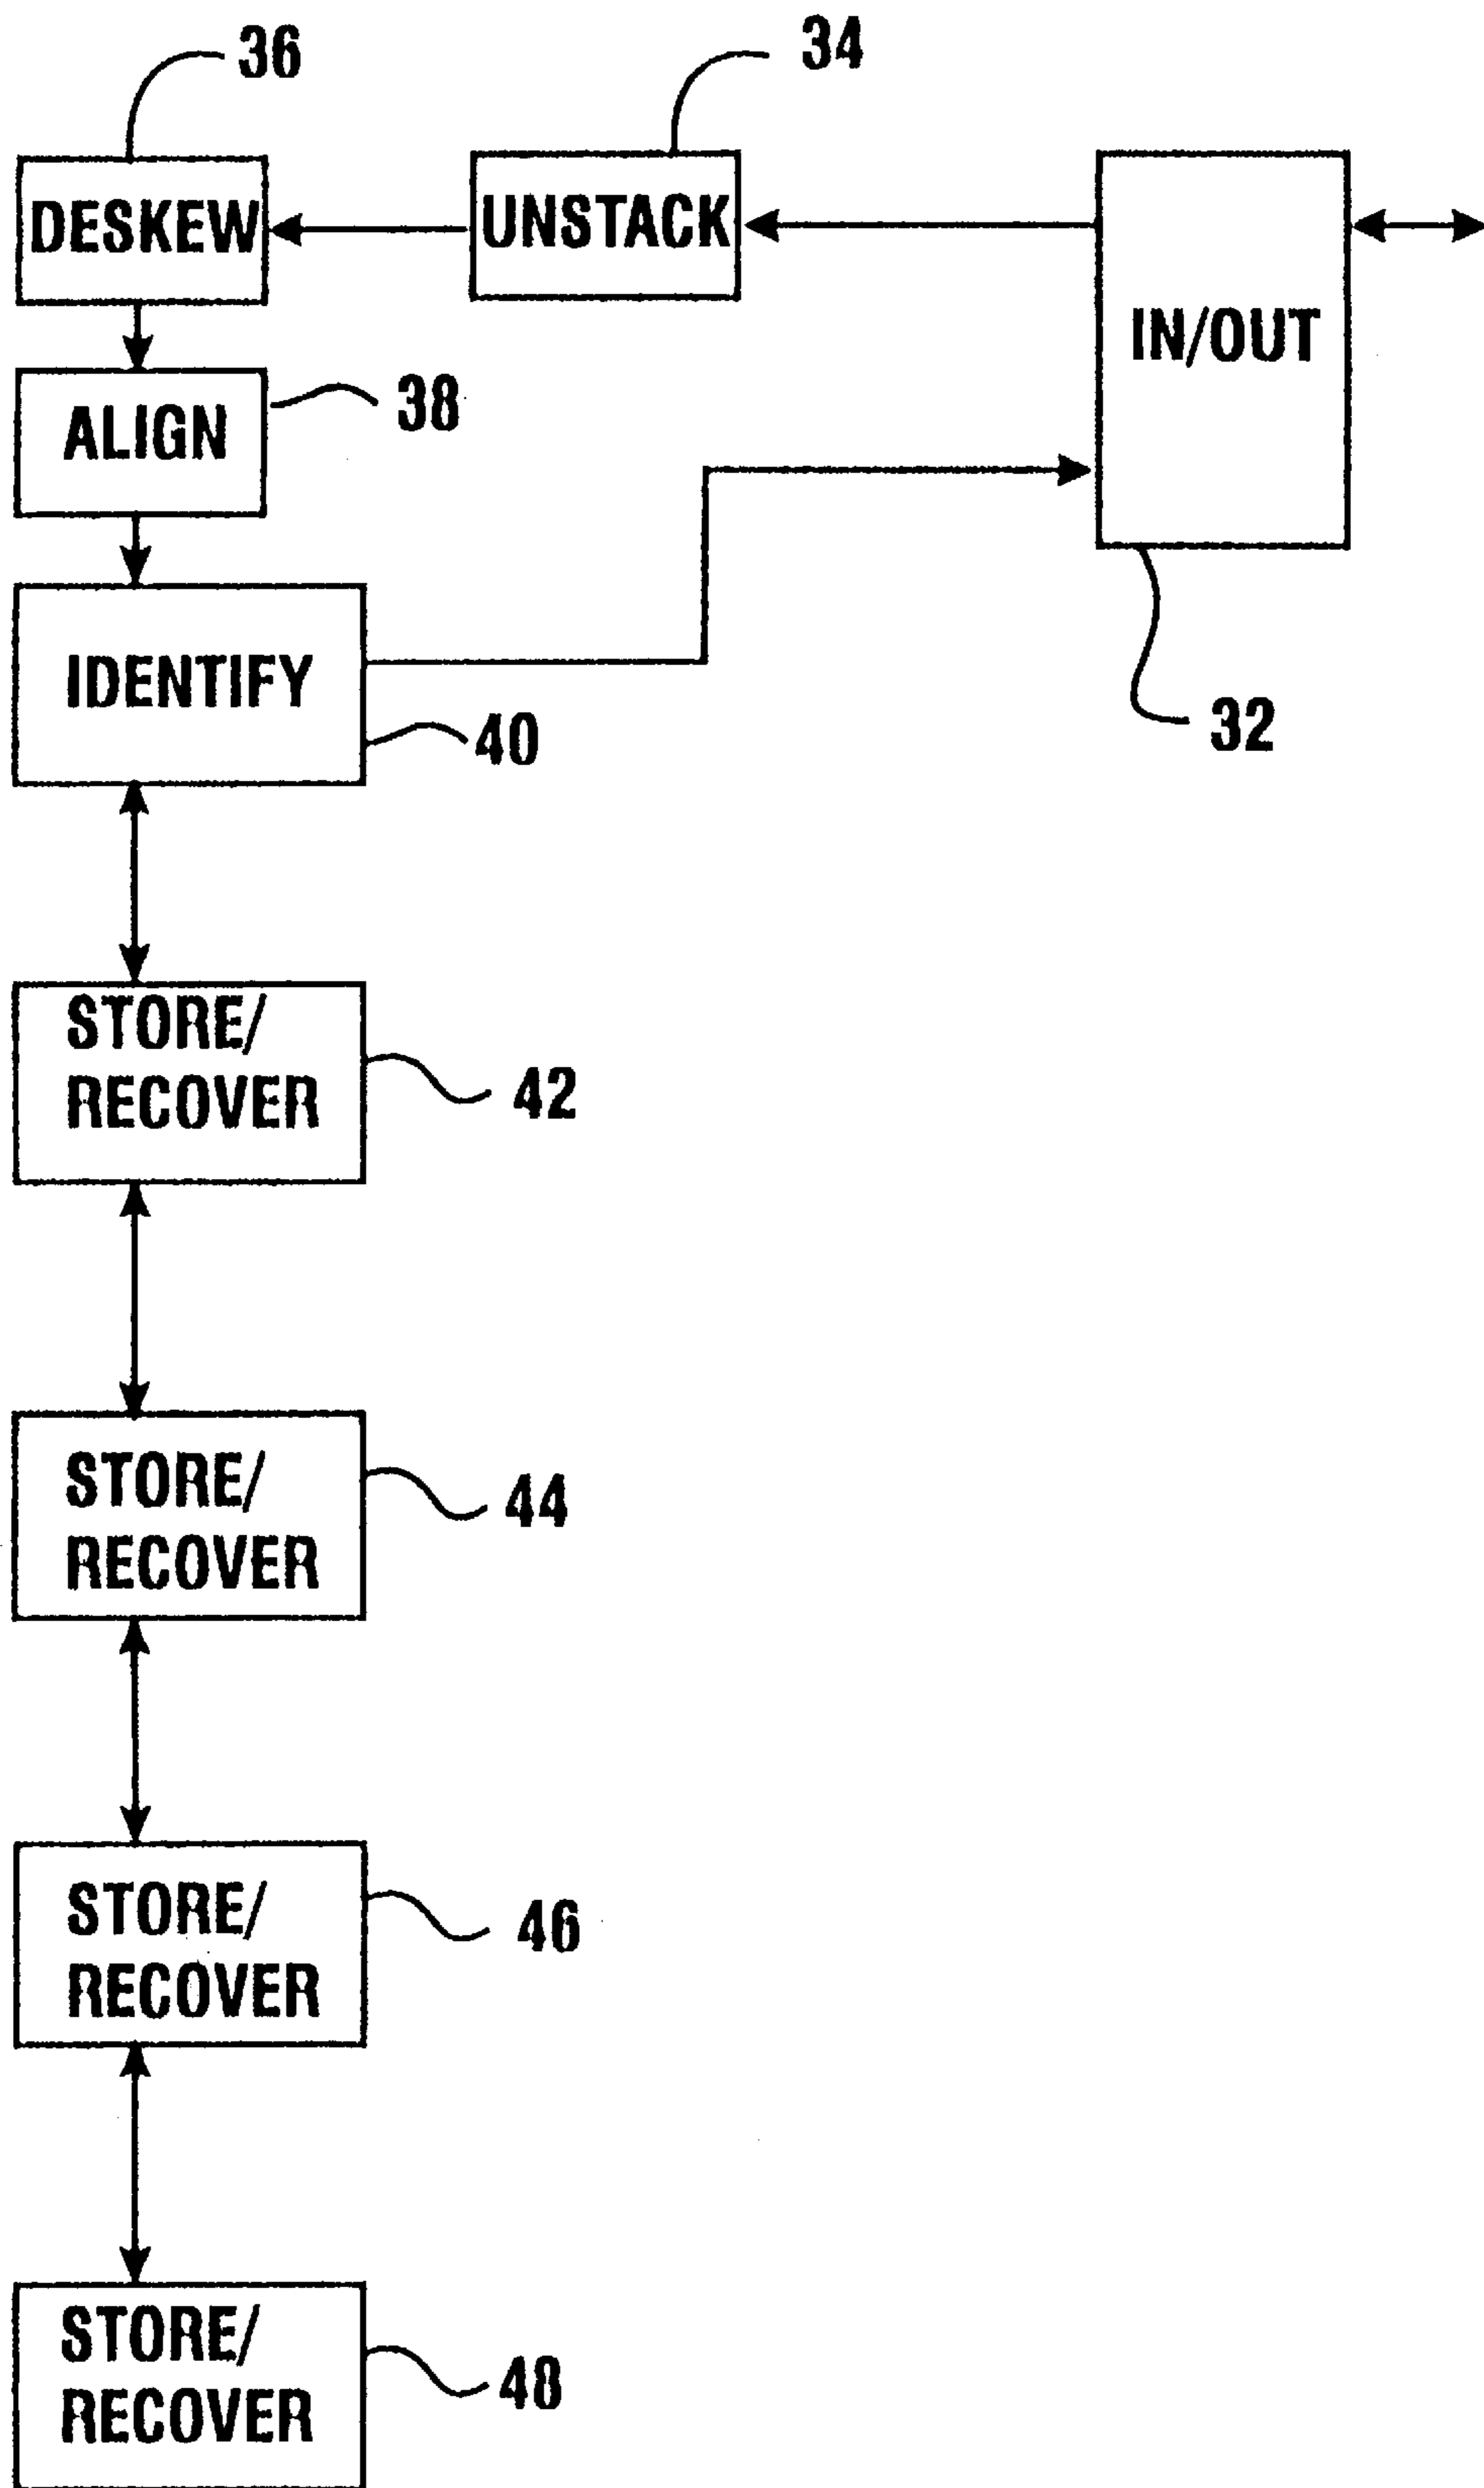 36
34
DESKEW
UNSTACK
IN/OUT
ALIGN
38
IDENTIFY
40
32
STORE/
RECOVER
42
STORE/
RECOVER
44
STORE/
RECOVER
46
STORE/
RECOVER
48